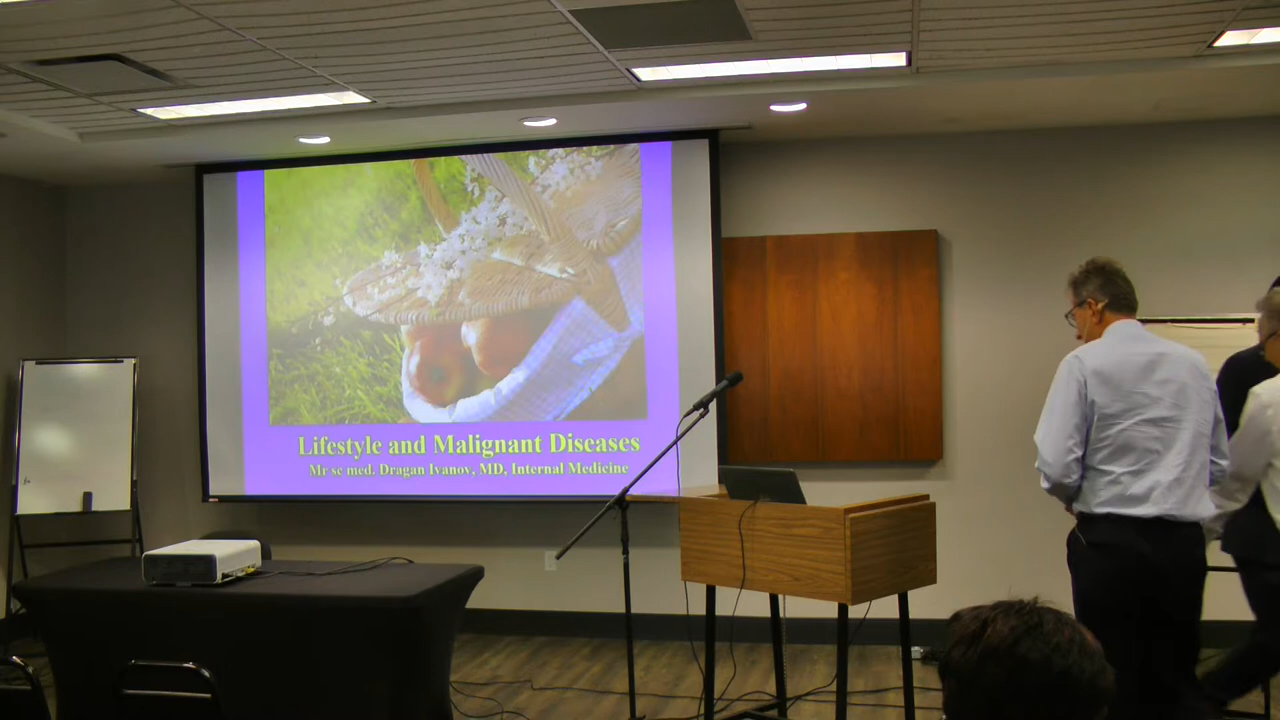 Lifestyle and Malignant Diseases
Mr sc med. Dragan Ivanov, MD, Internal Medicine